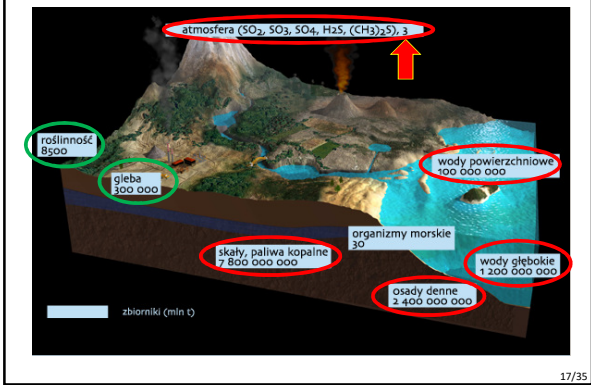 atmosfera (SO2, SO3, SO4, H2S, (CH3)2S), 3
roślinność
8500
gleba
300 000
wody powierzchniowe
100 000 000
organizmy morskie
30
skały, paliwa kopalne
7 800 000 000
wody głębokie
1 200 000 000
osady denne
2 400 000 000
zbiorniki (mln t)
17/35